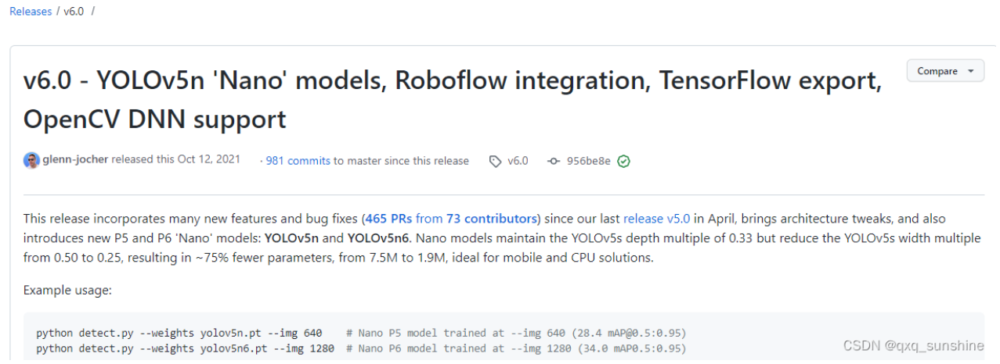 Releases / v6.0 /
v6.0 - YOLOv5n 'Nano' models, Roboflow integration, TensorFlow export,
Compare
OpenCV DNN support
glenn-jocher released this Oct 12, 2021 · 981 commits to master since this release v6.0 956be8e
This release incorporates many new features and bug fixes (465 PRs from 73 contributors) since our last release v5.0 in April, brings architecture tweaks, and also
introduces new P5 and P6 'Nano' models: YOLOv5n and YOLOv5n6. Nano models maintain the YOLOv5s depth multiple of 0.33 but reduce the YOLOv5s width multiple
from 0.50 to 0.25, resulting in ~75% fewer parameters, from 7.5M to 1.9M, ideal for mobile and CPU solutions.
Example usage:
python detect.py --weights yolov5n.pt --img 640 # Nano P5 model trained at --img 640 (28.4 mAP@0.5:0.95)
python detect.py --weights yolov5n6.pt --img 1280 # Nano P6 model trained at --img 1280 (34.0 mAP0.5:0.95)
CSDN @qxq_sunshine